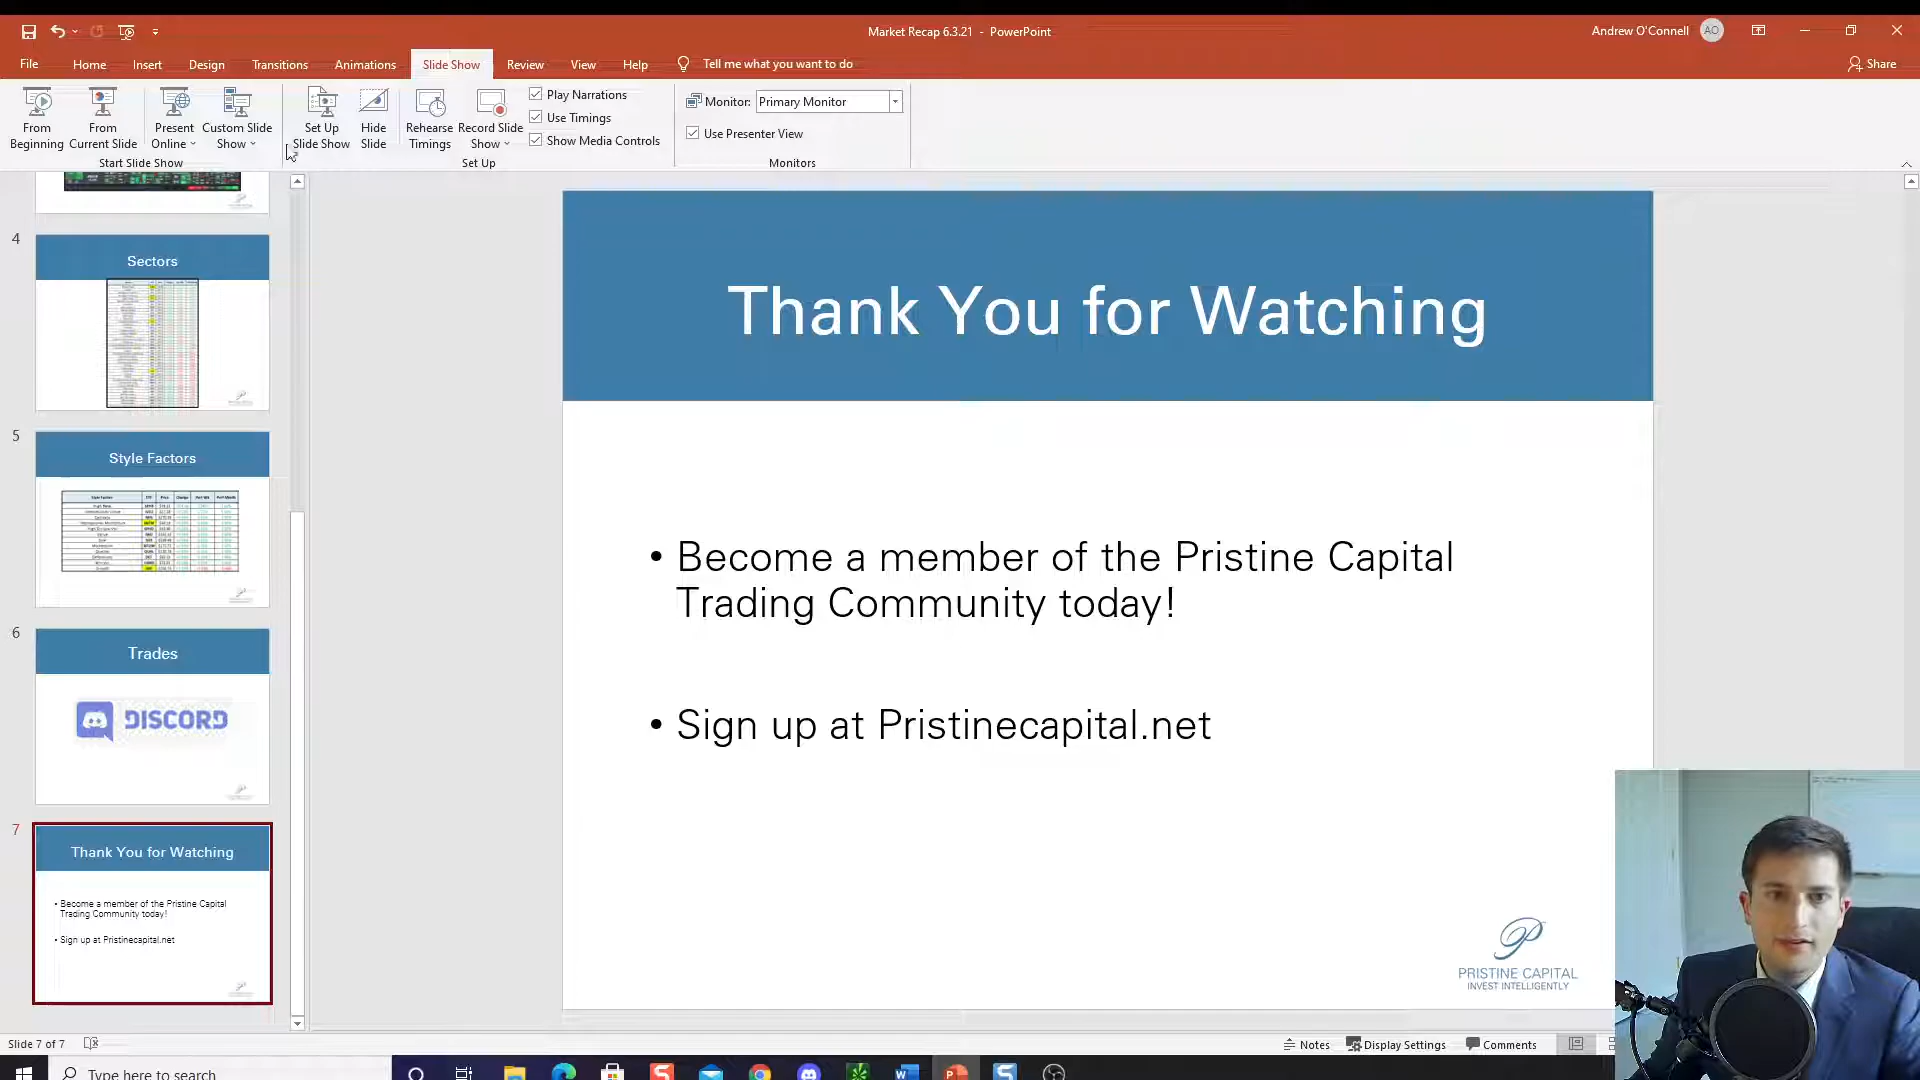 Market Recap 6.3.21 - PowerPoint
Andrew O'Connell
AO
File Home Insert Design Transitions Animations Slide Show Review View Help Tell me what you want to do
Share
From Beginning
From Current Slide
Present Online
Custom Slide Show
Start Slide Show
Set Up Slide Show
Hide Slide
Rehearse Timings
Record Slide Show
Play Narrations
Use Timings
Show Media Controls
Set Up
Monitor: Primary Monitor
Use Presenter View
Monitors
4
Sectors
5
Style Factors
6
Trades
DISCORD
7
Thank You for Watching
• Become a member of the Pristine Capital
Trading Community today!
• Sign up at Pristinecapital.net
Thank You for Watching
• Become a member of the Pristine Capital
Trading Community today!
• Sign up at Pristinecapital.net
PRISTINE CAPITAL
INVEST INTELLIGENTLY
Slide 7 of 7
Notes Display Settings Comments
Type here to search